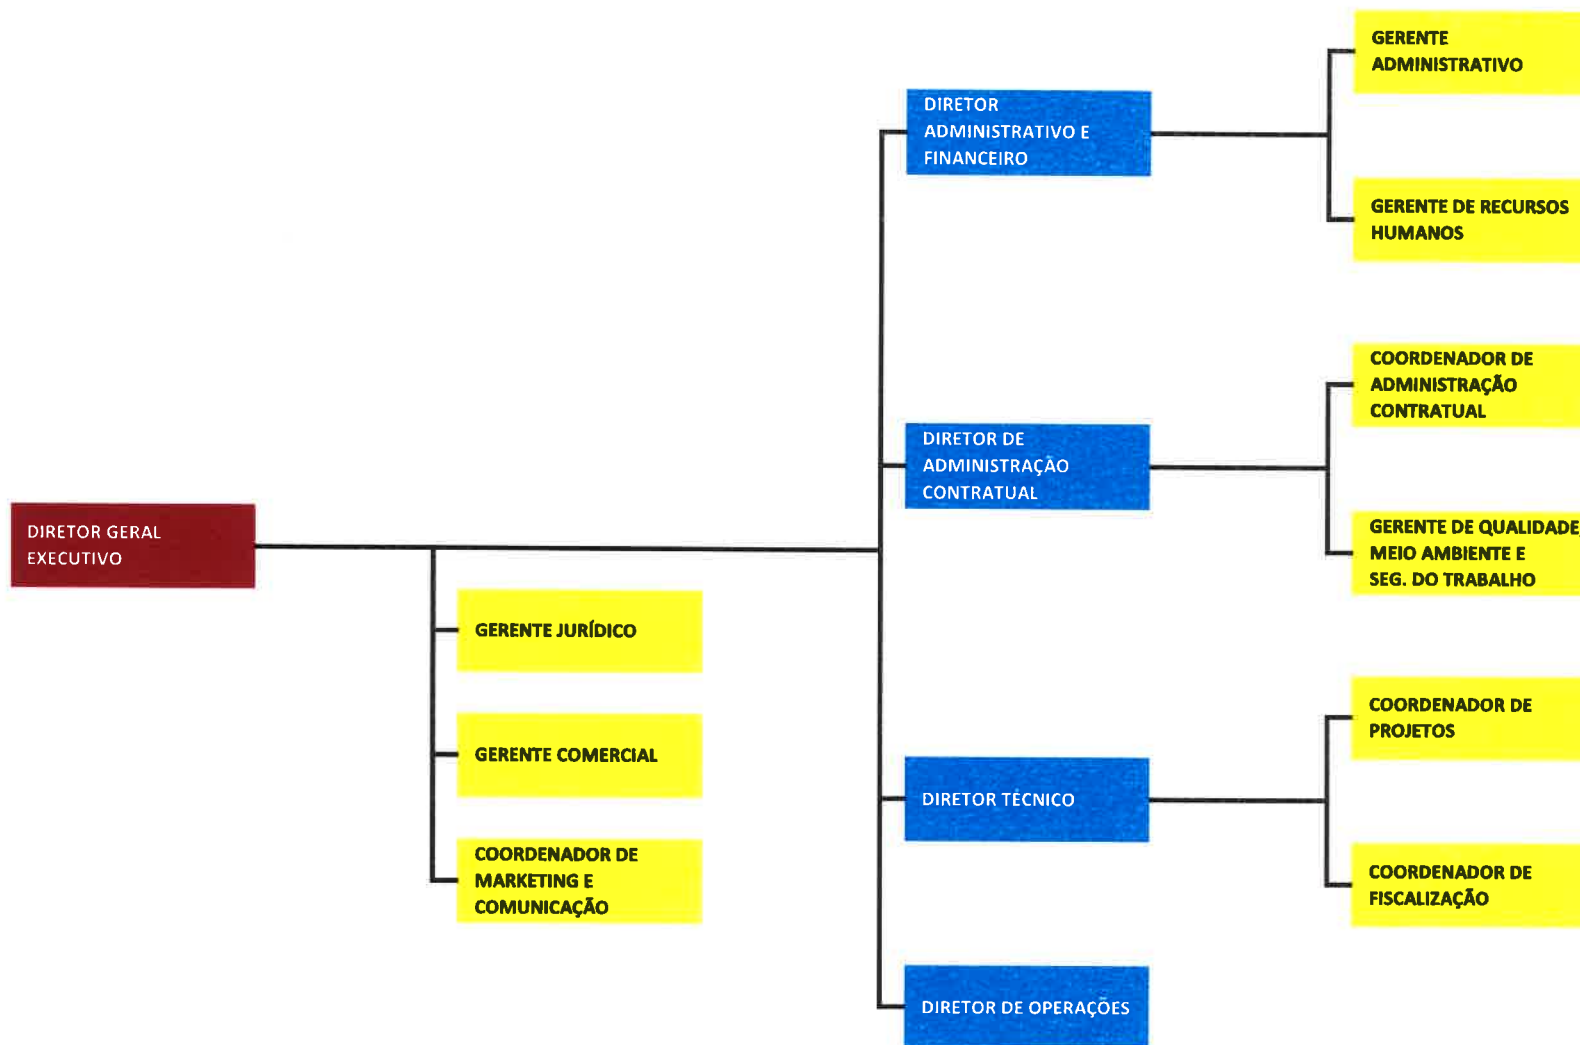 DIRETOR GERAL
EXECUTIVO
GERENTE JURÍDICO
GERENTE COMERCIAL
COORDENADOR DE
MARKETING E
COMUNICAÇÃO
DIRETOR
ADMINISTRATIVO E
FINANCEIRO
GERENTE
ADMINISTRATIVO
GERENTE DE RECURSOS
HUMANOS
DIRETOR DE
ADMINISTRAÇÃO
CONTRATUAL
COORDENADOR DE
ADMINISTRAÇÃO
CONTRATUAL
GERENTE DE QUALIDADE,
MEIO AMBIENTE E
SEG. DO TRABALHO
DIRETOR TÉCNICO
COORDENADOR DE
PROJETOS
COORDENADOR DE
FISCALIZAÇÃO
DIRETOR DE OPERAÇÕES